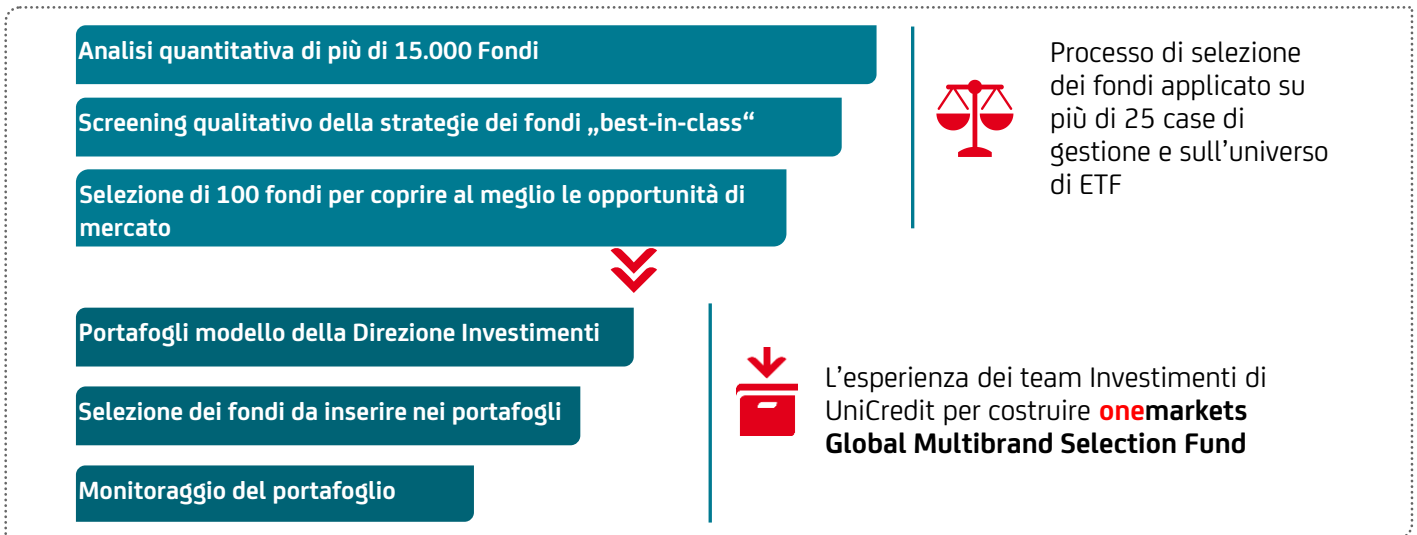 Analisi quantitativa di più di 15.000 Fondi
Screening qualitativo della strategie dei fondi „best-in-class“
Selezione di 100 fondi per coprire al meglio le opportunità di
mercato
Processo di selezione
dei fondi applicato su
più di 25 case di
gestione e sull’universo
di ETF
Portafogli modello della Direzione Investimenti
Selezione dei fondi da inserire nei portafogli
Monitoraggio del portafoglio
L’esperienza dei team Investimenti di
UniCredit per costruire onemarkets
Global Multibrand Selection Fund